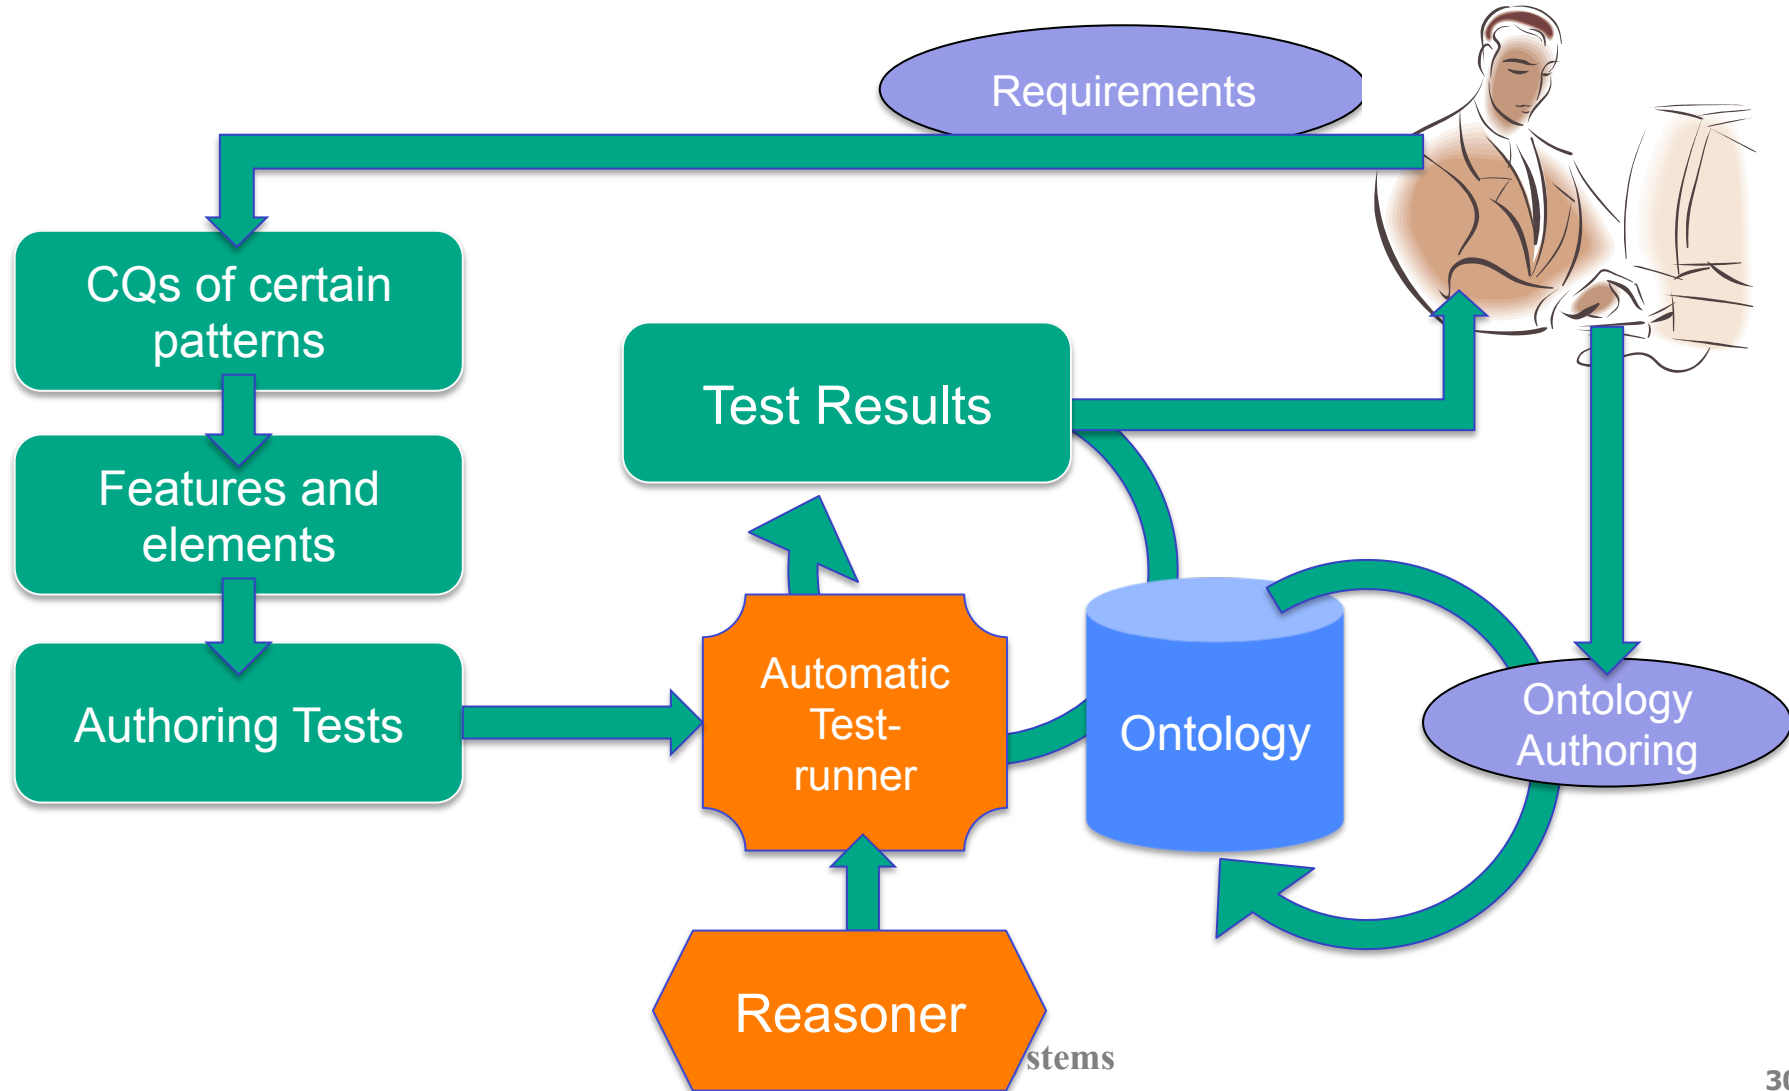 Requirements
CQs of certain
patterns
Features and
elements
Authoring Tests
Test Results
Automatic
Test-
runner
Ontology
Ontology
Authoring
Reasoner
stems
30